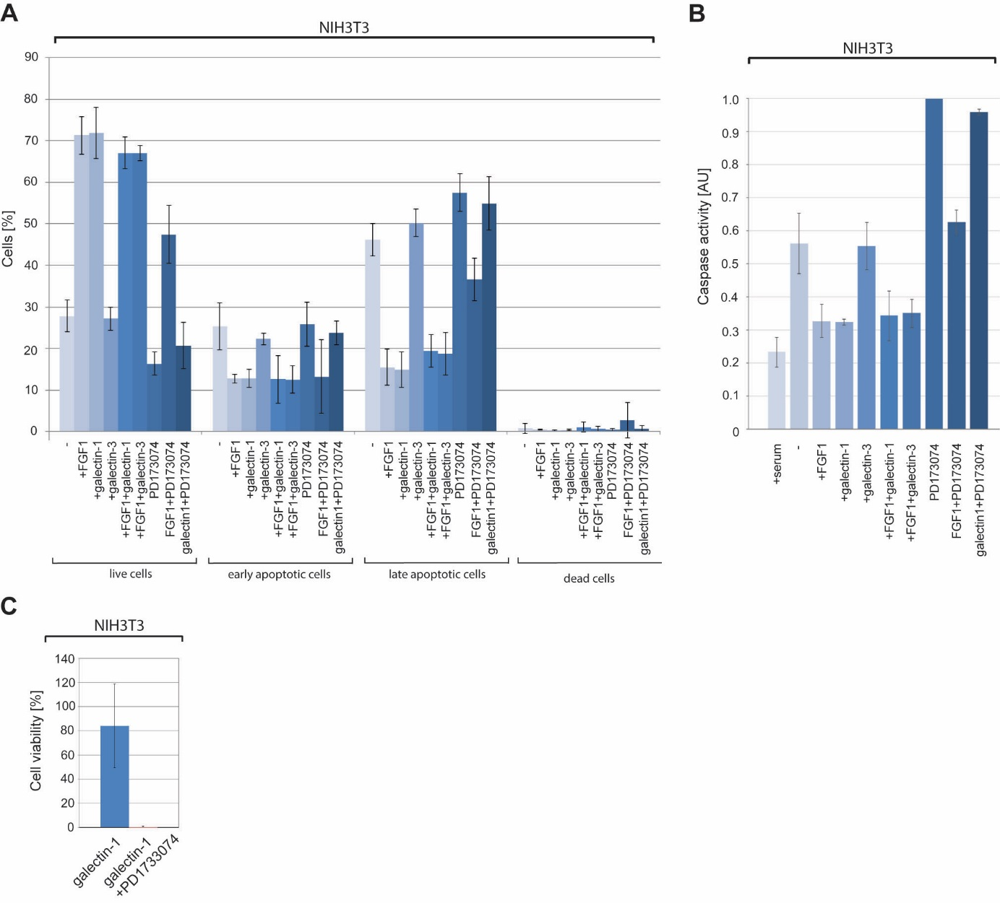 A
NIH3T3
90
80
70
60
50
40
30
20
10
0
Cells [%]
-
+FGF1
+galectin-1
+galectin-3
+FGF1+galectin-1
+FGF1+galectin-3
PD173074
FGF1+PD173074
galectin1+PD173074
-
+FGF1
+galectin-1
+galectin-3
+FGF1+galectin-1
+FGF1+galectin-3
PD173074
FGF1+PD173074
galectin1+PD173074
-
+FGF1
+galectin-1
+galectin-3
+FGF1+galectin-1
+FGF1+galectin-3
PD173074
FGF1+PD173074
galectin1+PD173074
-
+FGF1
+galectin-1
+galectin-3
+FGF1+galectin-1
+FGF1+galectin-3
PD173074
FGF1+PD173074
galectin1+PD173074
live cells
early apoptotic cells
late apoptotic cells
dead cells
B
NIH3T3
1.0
0.9
0.8
0.7
0.6
0.5
0.4
0.3
0.2
0.1
0
Caspase activity [AU]
+serum
-
+FGF1
+galectin-1
+galectin-3
+FGF1+galectin-1
+FGF1+galectin-3
PD173074
FGF1+PD173074
galectin1+PD173074
C
NIH3T3
140
120
100
80
60
40
20
0
Cell viability [%]
galectin-1
galectin-1
+PD1733074